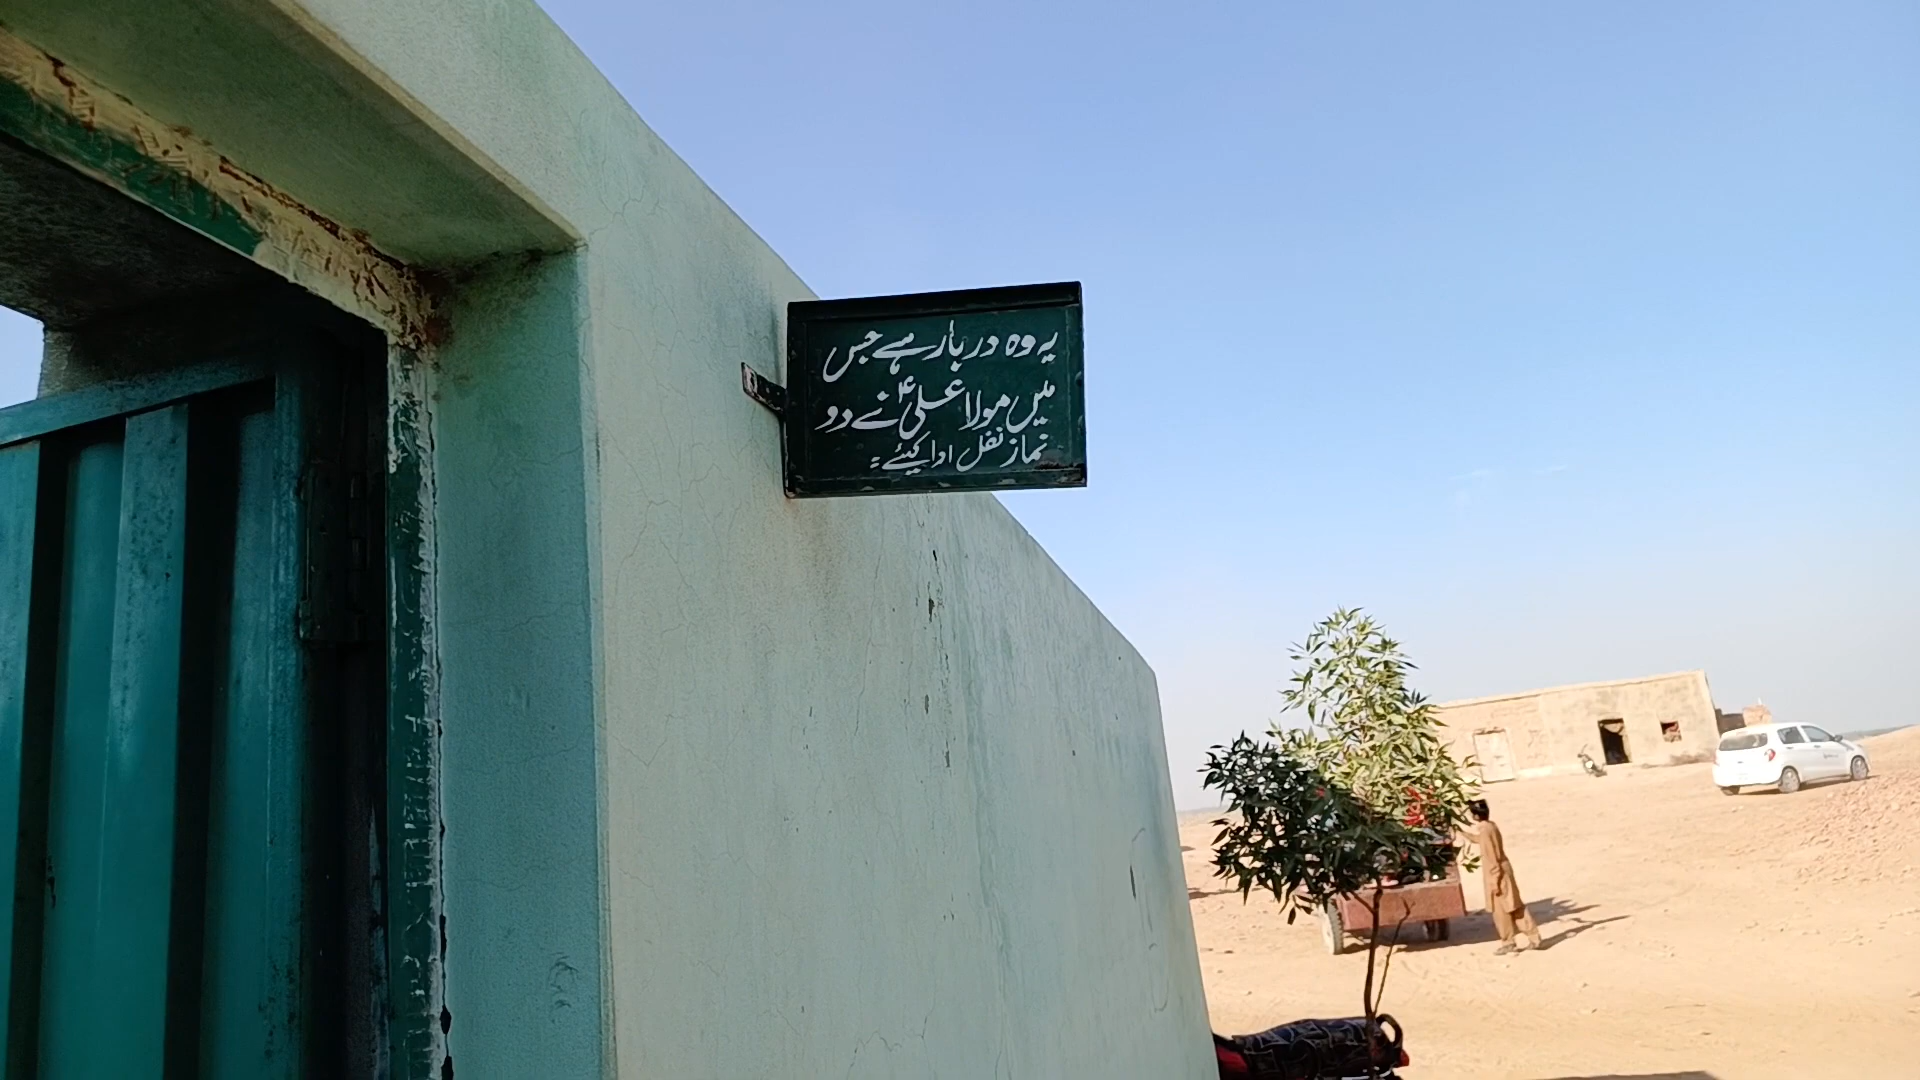 یہ وہ دربار ہے جس
میں مولا علیؑ نے دو
نماز نفل ادا کیئے۔